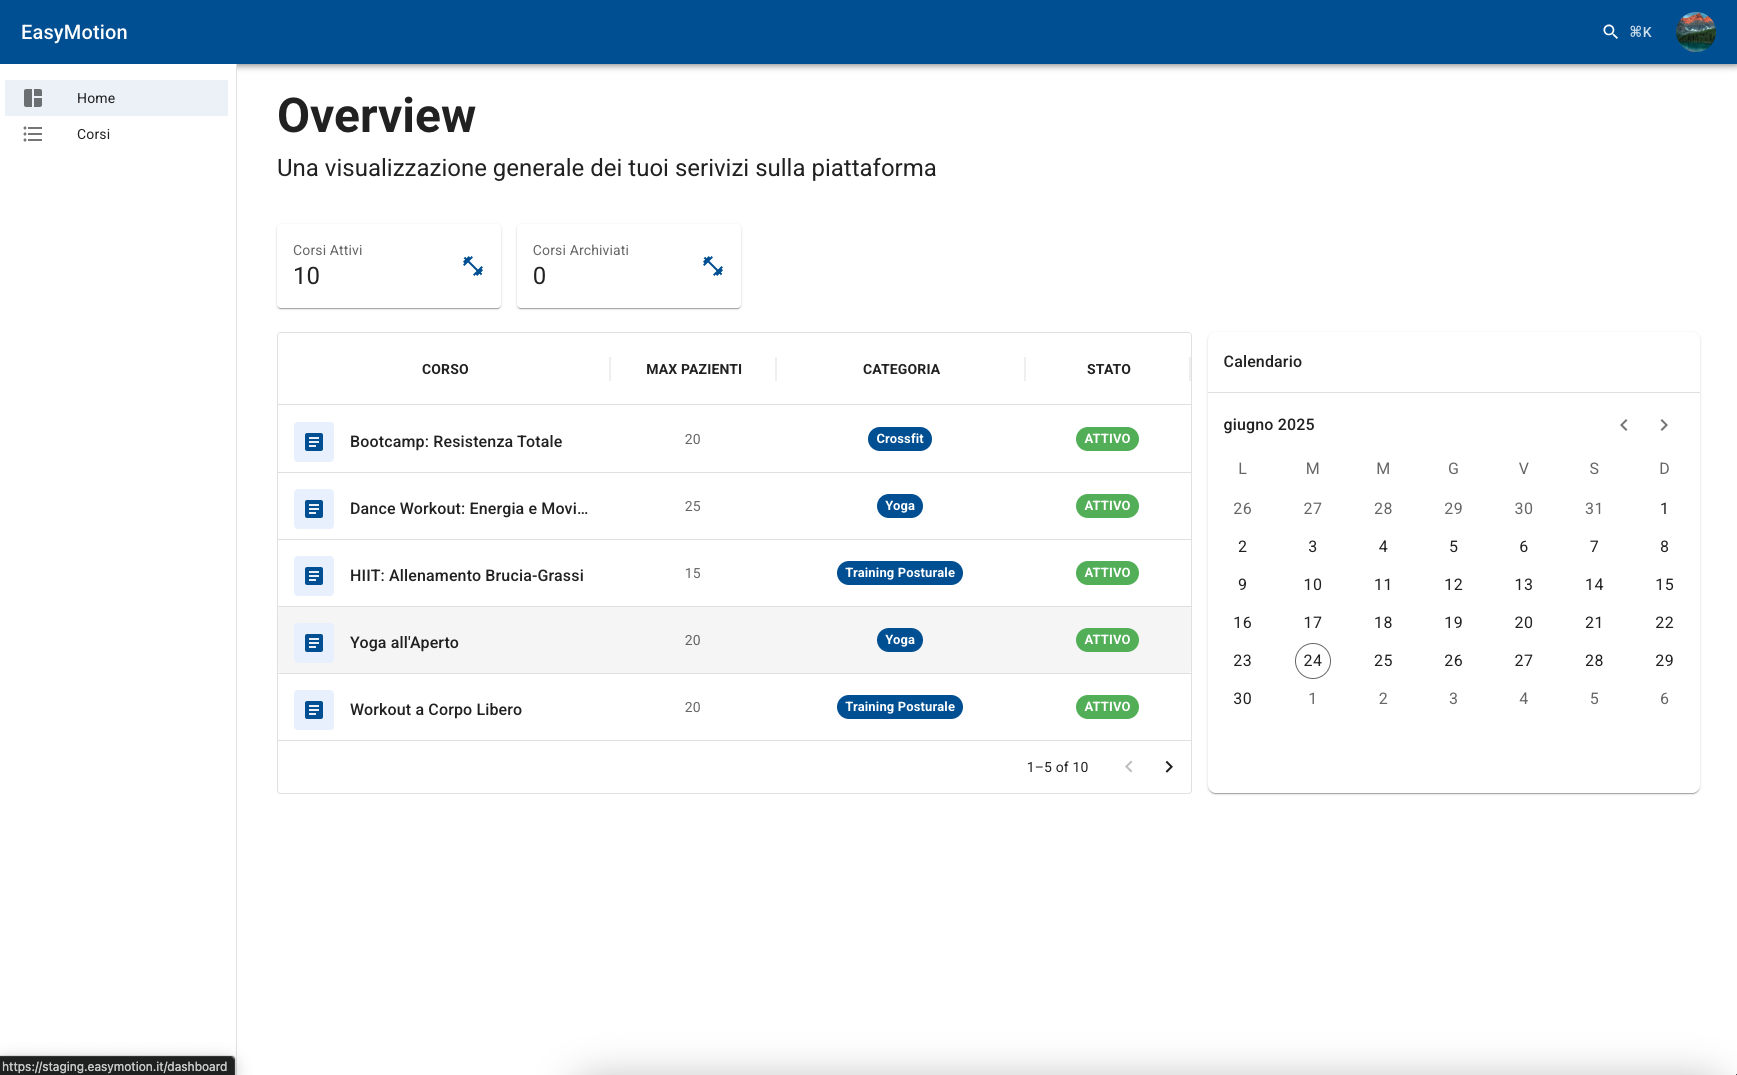 EasyMotion
⌘K
Home
Corsi
Overview
Una visualizzazione generale dei tuoi serivizi sulla piattaforma
Corsi Attivi
10
Corsi Archiviati
0
CORSO MAX PAZIENTI CATEGORIA STATO
Bootcamp: Resistenza Totale 20 Crossfit ATTIVO
Dance Workout: Energia e Movi... 25 Yoga ATTIVO
HIIT: Allenamento Brucia-Grassi 15 Training Posturale ATTIVO
Yoga all'Aperto 20 Yoga ATTIVO
Workout a Corpo Libero 20 Training Posturale ATTIVO
1–5 of 10
Calendario
giugno 2025
L M M G V S D
26 27 28 29 30 31 1
2 3 4 5 6 7 8
9 10 11 12 13 14 15
16 17 18 19 20 21 22
23 24 25 26 27 28 29
30 1 2 3 4 5 6
https://staging.easymotion.it/dashboard